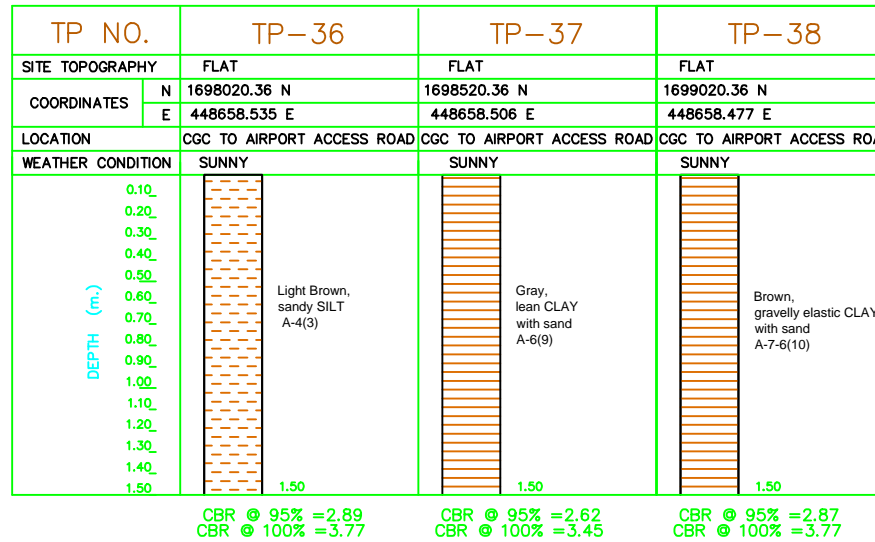 TP NO. TP-36 TP-37 TP-38
SITE TOPOGRAPHY FLAT FLAT FLAT
COORDINATES
N 1698020.36 N 1698520.36 N 1699020.36 N
E 448658.535 E 448658.506 E 448658.477 E
LOCATION CGC TO AIRPORT ACCESS ROAD CGC TO AIRPORT ACCESS ROAD CGC TO AIRPORT ACCESS
WEATHER CONDITION SUNNY SUNNY SUNNY
DEPTH (m.)
0.10
0.20
0.30
0.40
0.50
0.60
0.70
0.80
0.90
1.00
1.10
1.20
1.30
1.40
1.50
Light Brown,
sandy SILT
A-4(3)
1.50
Gray,
lean CLAY
with sand
A-6(9)
1.50
Brown,
gravelly elastic CLAY
with sand
A-7-6(10)
1.50
CBR @ 95% =2.89
CBR @ 100% =3.77
CBR @ 95% =2.62
CBR @ 100% =3.45
CBR @ 95% =2.87
CBR @ 100% =3.77